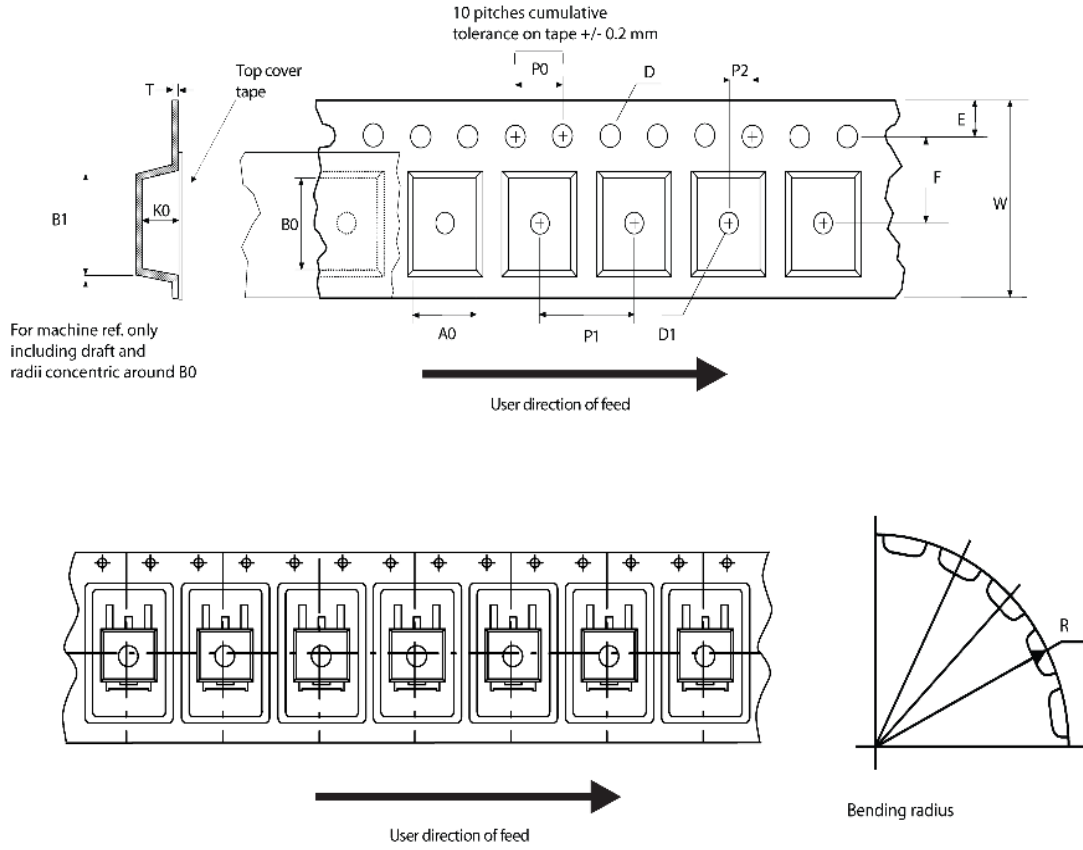 10 pitches cumulative
tolerance on tape +/- 0.2 mm
P0
D
P2
T
Top cover
tape
E
F
W
B1
K0
B0
For machine ref. only
including draft and
radii concentric around B0
A0
P1
D1
User direction of feed
R
Bending radius
User direction of feed